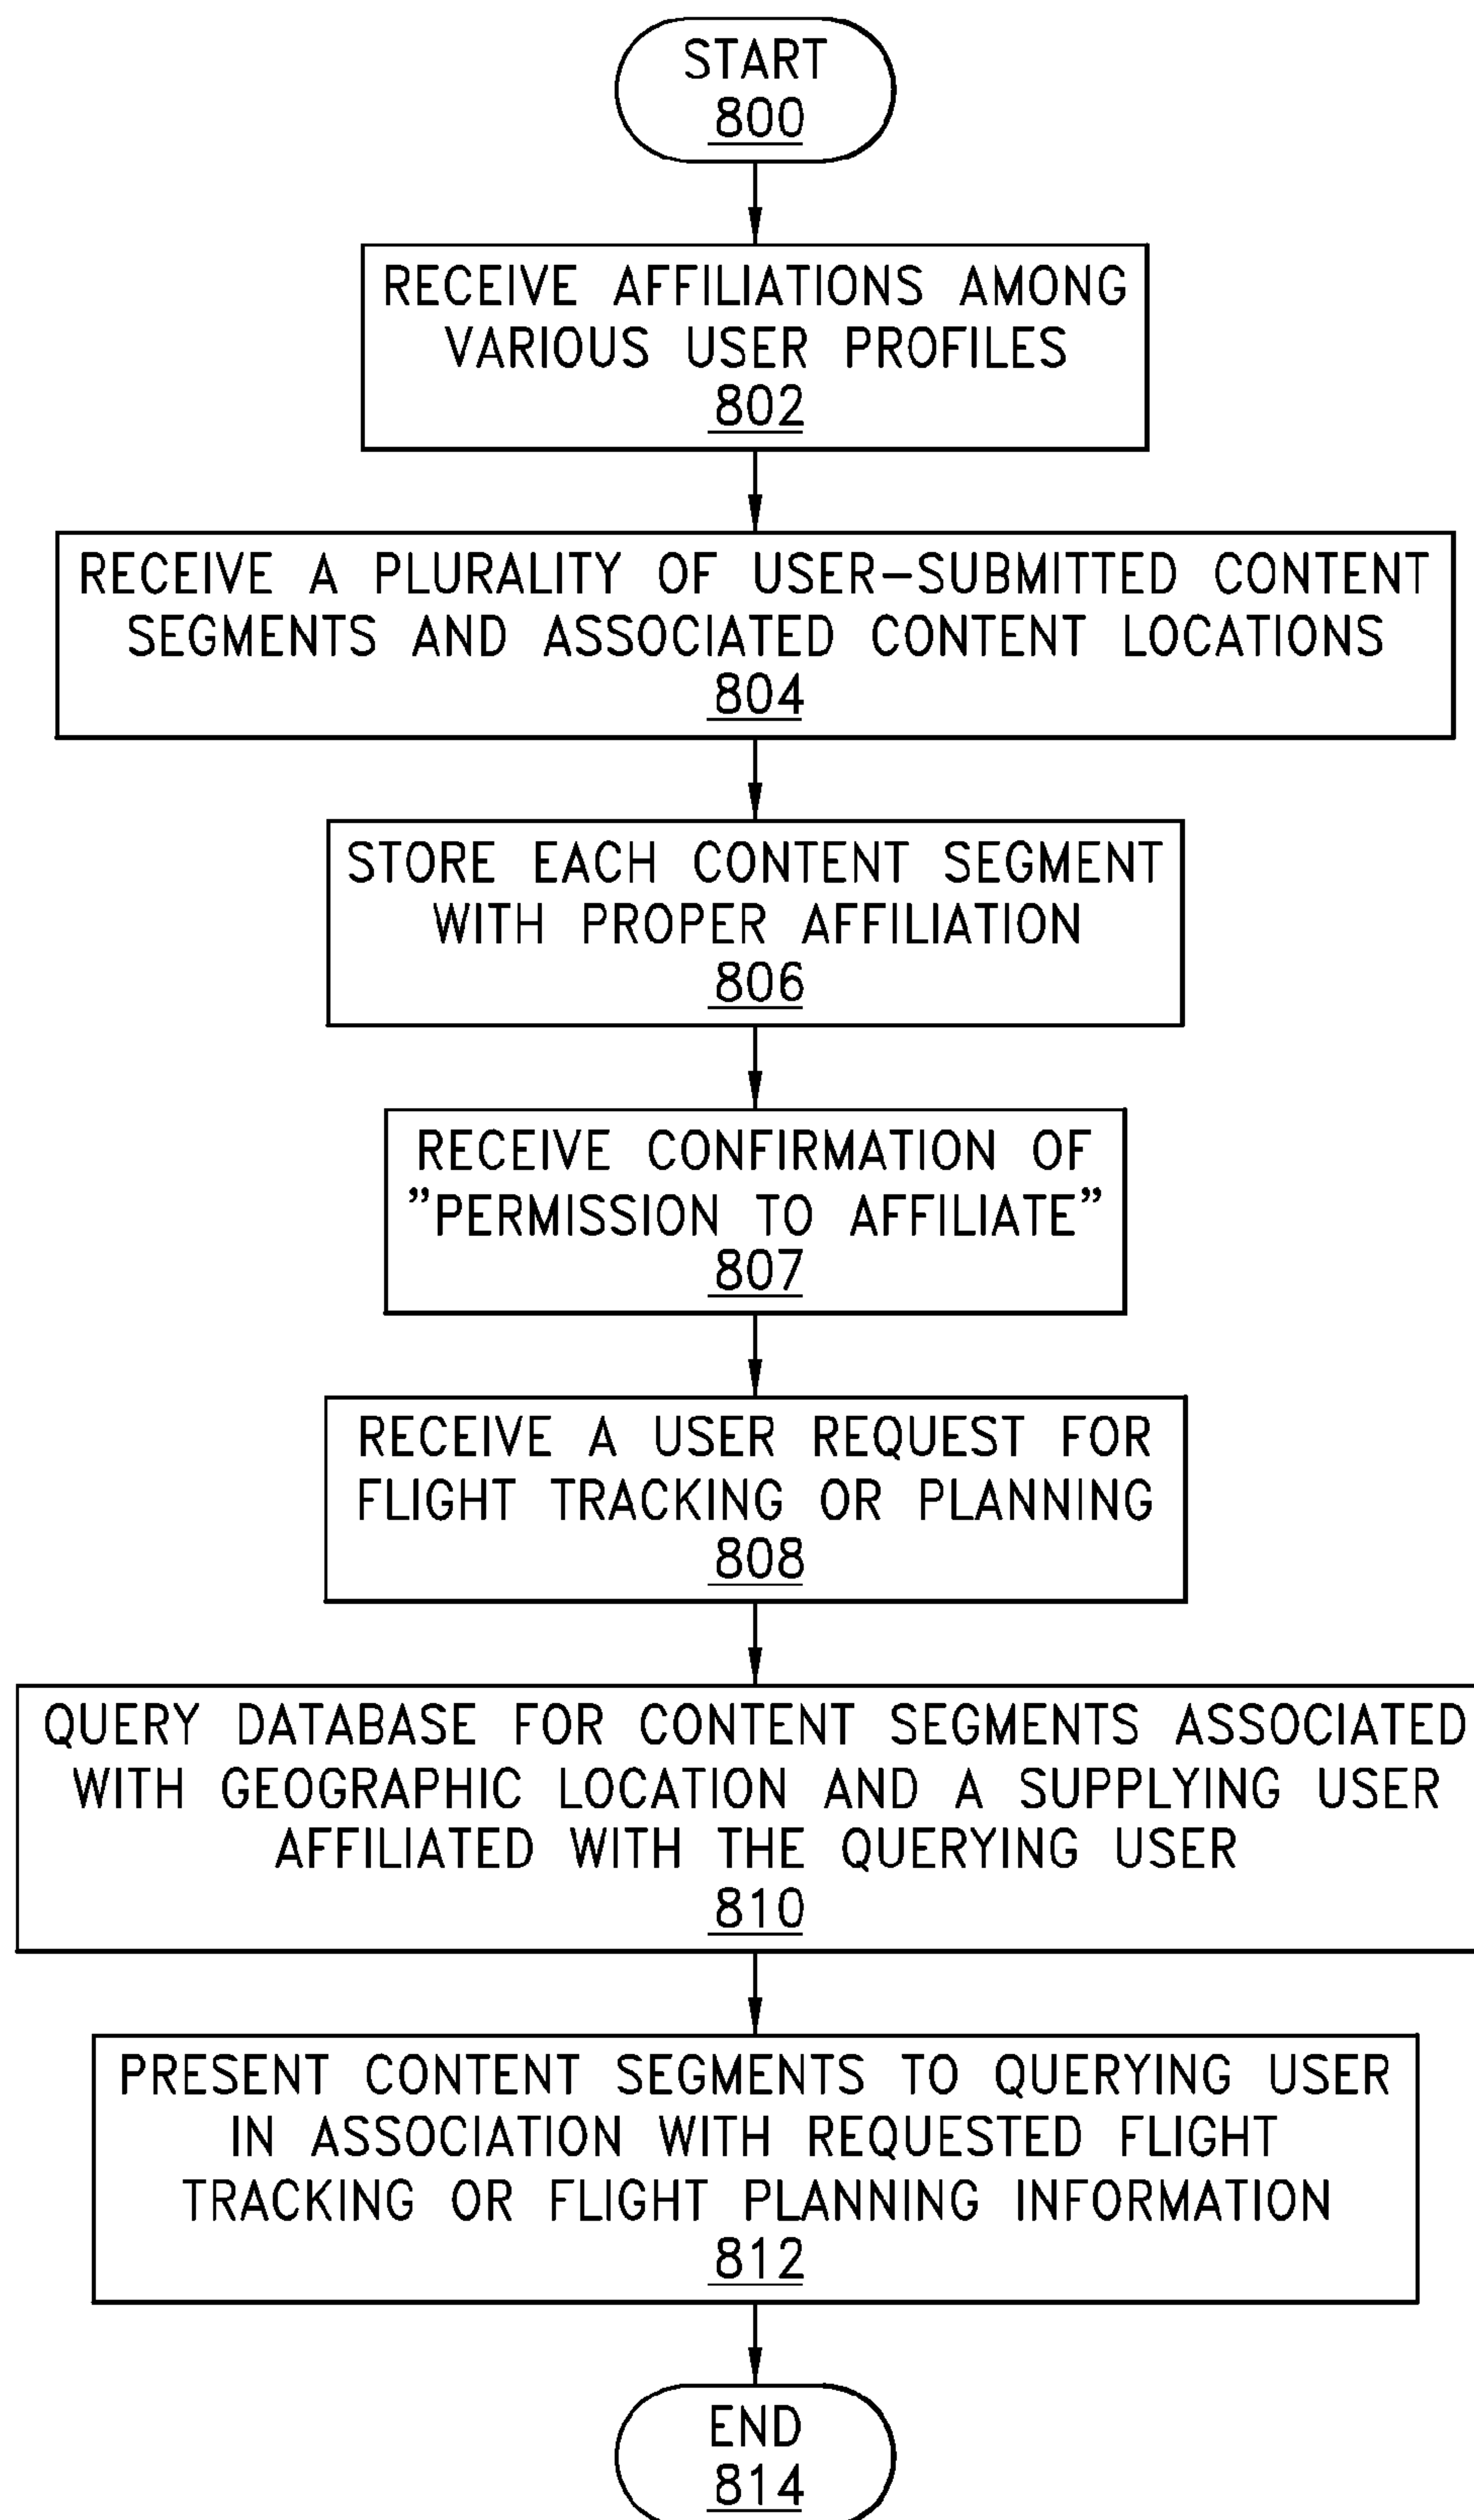 START
800
RECEIVE AFFILIATIONS AMONG
VARIOUS USER PROFILES
802
RECEIVE A PLURALITY OF USER-SUBMITTED CONTENT
SEGMENTS AND ASSOCIATED CONTENT LOCATIONS
804
STORE EACH CONTENT SEGMENT
WITH PROPER AFFILIATION
806
RECEIVE CONFIRMATION OF
”PERMISSION TO AFFILIATE”
807
RECEIVE A USER REQUEST FOR
FLIGHT TRACKING OR PLANNING
808
QUERY DATABASE FOR CONTENT SEGMENTS ASSOCIATED
WITH GEOGRAPHIC LOCATION AND A SUPPLYING USER
AFFILIATED WITH THE QUERYING USER
810
PRESENT CONTENT SEGMENTS TO QUERYING USER
IN ASSOCIATION WITH REQUESTED FLIGHT
TRACKING OR FLIGHT PLANNING INFORMATION
812
END
814